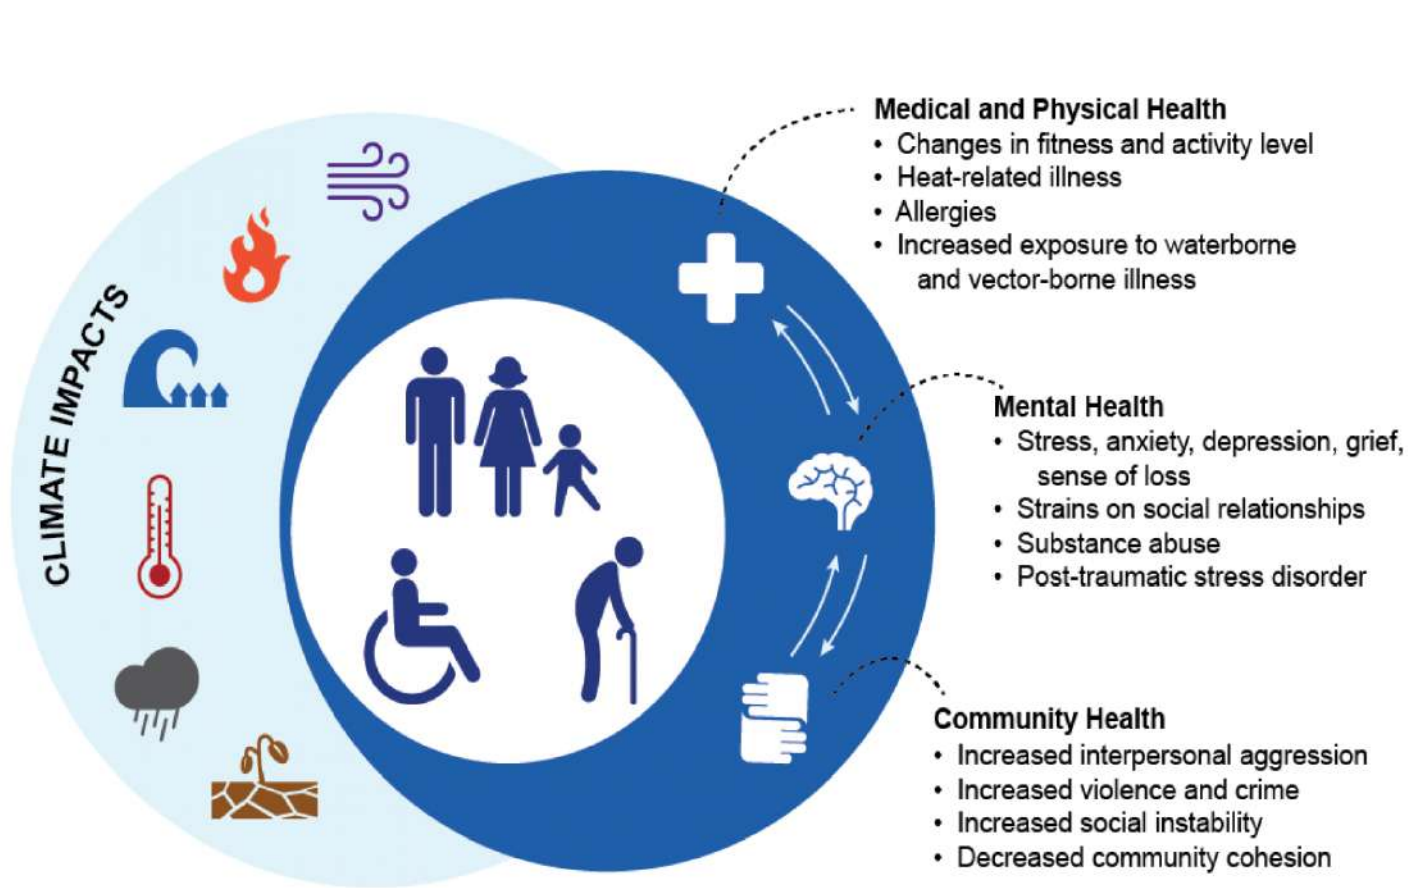 CLIMATE IMPACTS
Medical and Physical Health
• Changes in fitness and activity level
• Heat-related illness
• Allergies
• Increased exposure to waterborne
and vector-borne illness
Mental Health
• Stress, anxiety, depression, grief,
sense of loss
• Strains on social relationships
• Substance abuse
• Post-traumatic stress disorder
Community Health
• Increased interpersonal aggression
• Increased violence and crime
• Increased social instability
• Decreased community cohesion